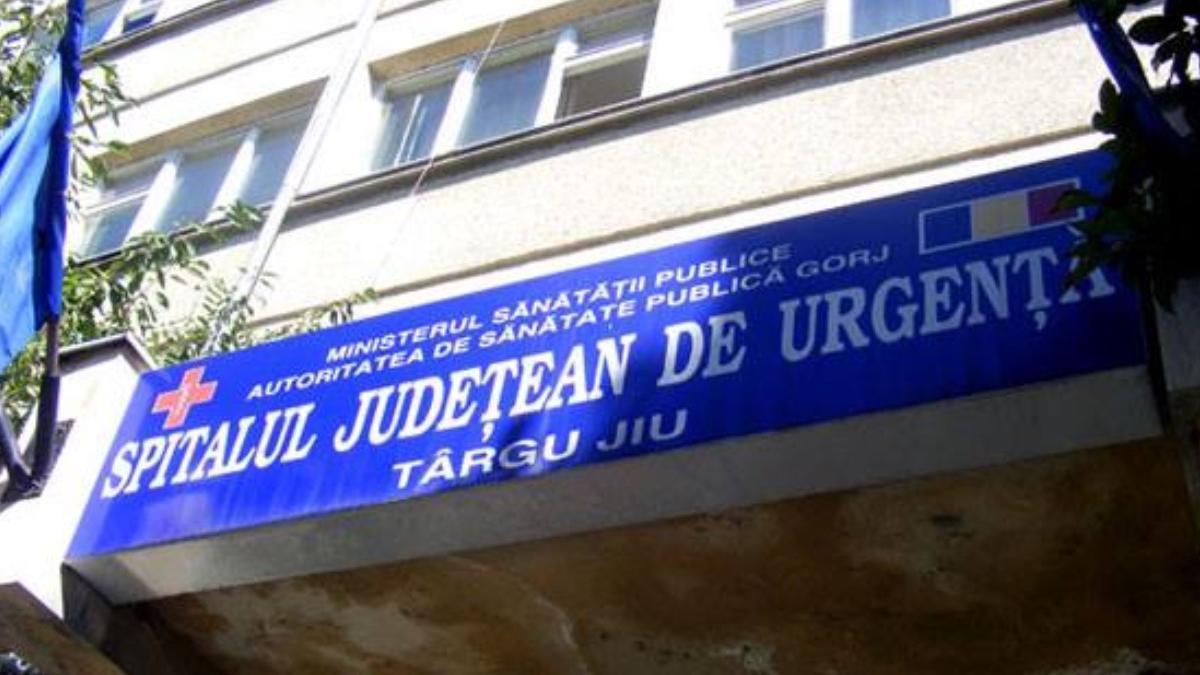 MINISTERUL SĂNĂTĂȚII PUBLICE
AUTORITATEA DE SĂNĂTATE PUBLICĂ GORJ
SPITALUL JUDEȚEAN DE URGENȚĂ
TÂRGU JIU